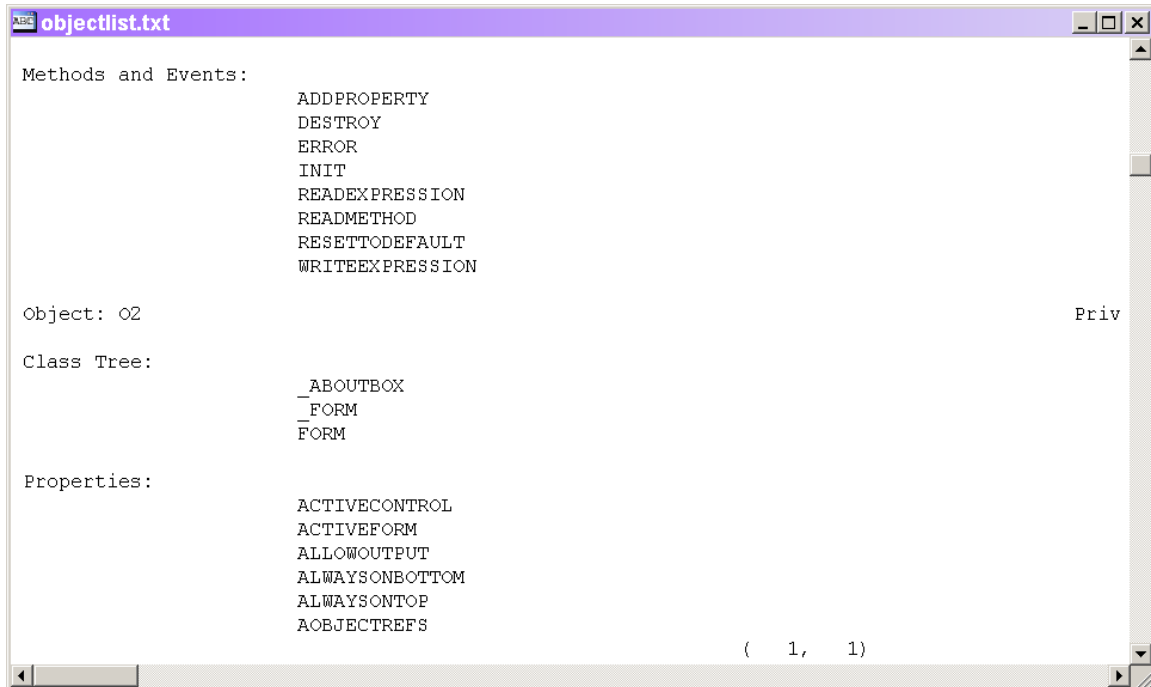 objectlist.txt
Methods and Events:
ADDPROPERTY
DESTROY
ERROR
INIT
READEXPRESSION
READMETHOD
RESETTODEFAULT
WRITEEXPRESSION
Object: O2 Priv
Class Tree:
_ABOUTBOX
_FORM
FORM
Properties:
ACTIVECONTROL
ACTIVEFORM
ALLOWOUTPUT
ALWAYSONBOTTOM
ALWAYSONTOP
AOBJECTREFS
( 1, 1)